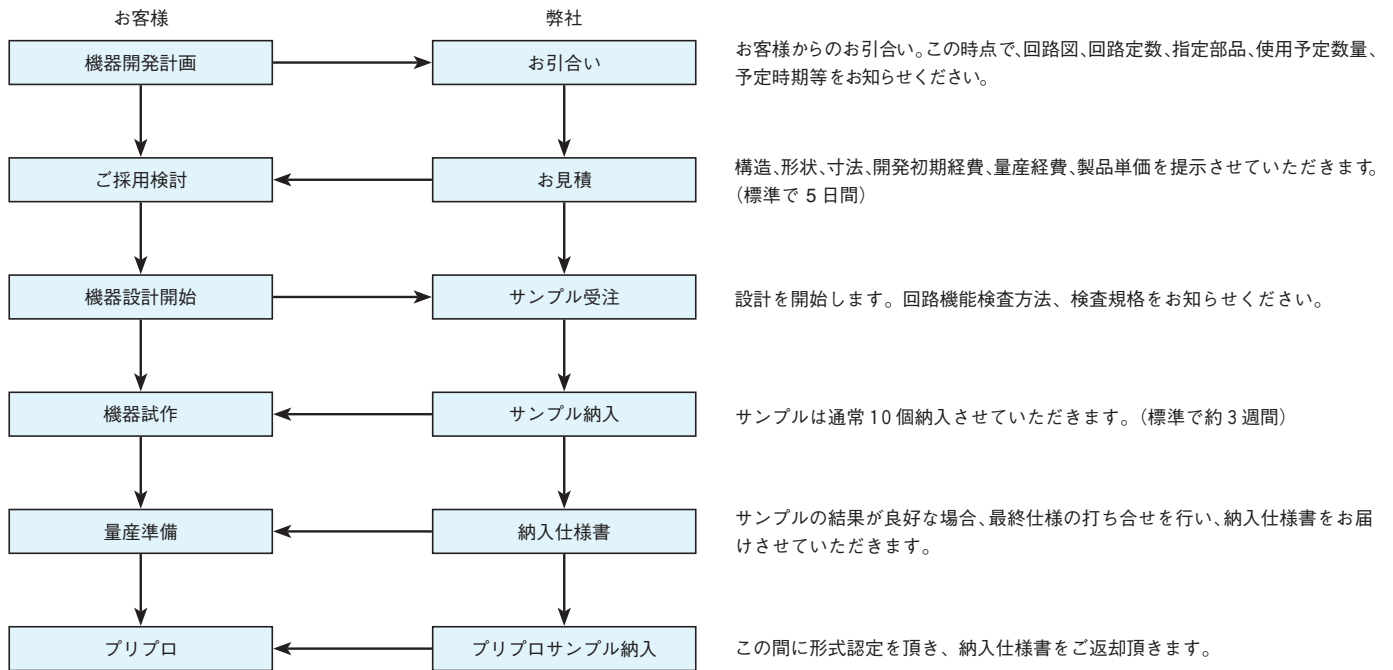 お客様
弊社
機器開発計画
お引合い
お客様からのお引合い。この時点で、回路図、回路定数、指定部品、使用予定数量、
予定時期等をお知らせください。
ご採用検討
お見積
構造、形状、寸法、開発初期経費、量産経費、製品単価を提示させていただきます。
(標準で 5 日間)
機器設計開始
サンプル受注
設計を開始します。回路機能検査方法、検査規格をお知らせください。
機器試作
サンプル納入
サンプルは通常 10 個納入させていただきます。(標準で約 3 週間)
量産準備
納入仕様書
サンプルの結果が良好な場合、最終仕様の打ち合せを行い、納入仕様書をお届
けさせていただきます。
プリプロ
プリプロサンプル納入
この間に形式認定を頂き、納入仕様書をご返却頂きます。